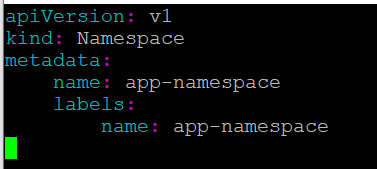 apiVersion: v1
kind: Namespace
metadata:
    name: app-namespace
    labels:
        name: app-namespace